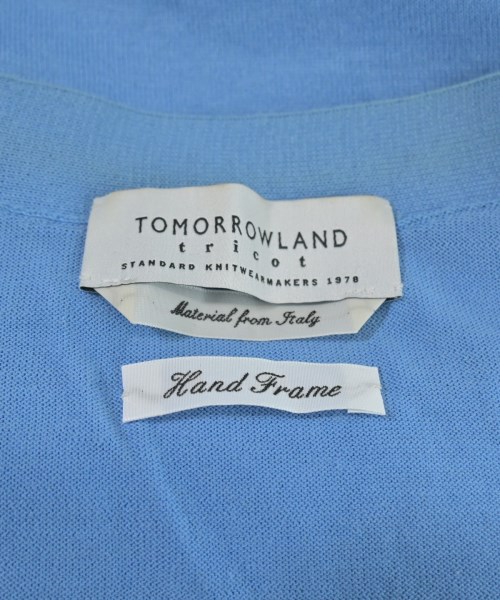 TOMORROWLAND
tricot
STANDARD KNITWEARMAKERS 1978
Material from Italy
Hand Frame